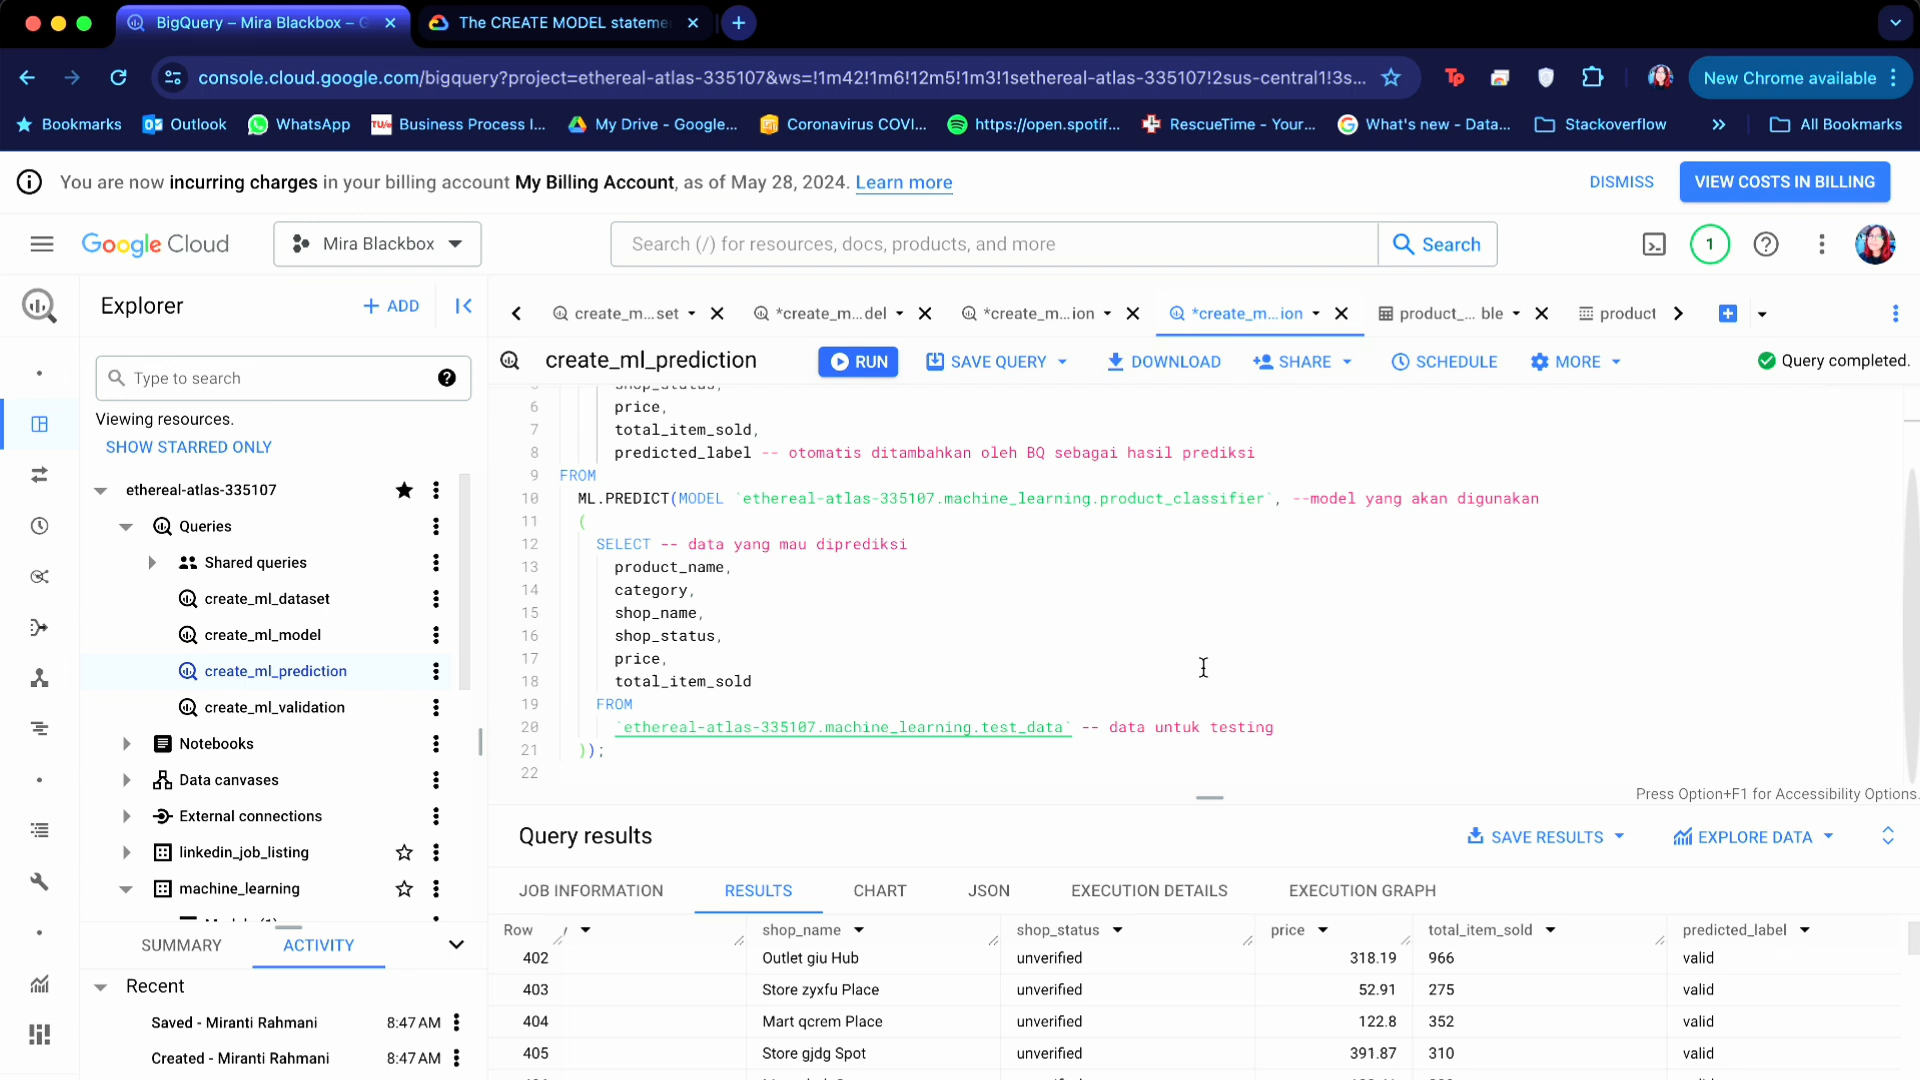 BigQuery – Mira Blackbox – G
The CREATE MODEL stateme
console.cloud.google.com/bigquery?project=ethereal-atlas-335107&ws=!1m42!1m6!12m5!1m3!1sethereal-atlas-335107!2sus-central1!3s...
New Chrome available
Bookmarks
Outlook
WhatsApp
Business Process I...
My Drive - Google...
Coronavirus COVI...
https://open.spotif...
RescueTime - Your...
What's new - Data...
Stackoverflow
All Bookmarks
You are now incurring charges in your billing account My Billing Account, as of May 28, 2024. Learn more
DISMISS
VIEW COSTS IN BILLING
Google Cloud
Mira Blackbox
Search (/) for resources, docs, products, and more
Search
1
Explorer
+ ADD
create_m...set
*create_m...del
*create_m...ion
*create_m...ion
product_... ble
product
create_ml_prediction
RUN
SAVE QUERY
DOWNLOAD
SHARE
SCHEDULE
MORE
Query completed.
Type to search
Viewing resources.
SHOW STARRED ONLY
ethereal-atlas-335107
Queries
Shared queries
create_ml_dataset
create_ml_model
create_ml_prediction
create_ml_validation
Notebooks
Data canvases
External connections
linkedin_job_listing
machine_learning
SUMMARY
ACTIVITY
Recent
Saved - Miranti Rahmani 8:47 AM
Created - Miranti Rahmani 8:47 AM
shop_status,
6 price,
7 total_item_sold,
8 predicted_label -- otomatis ditambahkan oleh BQ sebagai hasil prediksi
9 FROM
10 ML.PREDICT(MODEL `ethereal-atlas-335107.machine_learning.product_classifier`, --model yang akan digunakan
11 (
12 SELECT -- data yang mau diprediksi
13 product_name,
14 category,
15 shop_name,
16 shop_status,
17 price,
18 total_item_sold
19 FROM
20 `ethereal-atlas-335107.machine_learning.test_data` -- data untuk testing
21 ));
22
Press Option+F1 for Accessibility Options.
Query results
SAVE RESULTS
EXPLORE DATA
JOB INFORMATION
RESULTS
CHART
JSON
EXECUTION DETAILS
EXECUTION GRAPH
Row shop_name shop_status price total_item_sold predicted_label
402 Outlet giu Hub unverified 318.19 966 valid
403 Store zyxfu Place unverified 52.91 275 valid
404 Mart qcrem Place unverified 122.8 352 valid
405 Store gjdg Spot unverified 391.87 310 valid